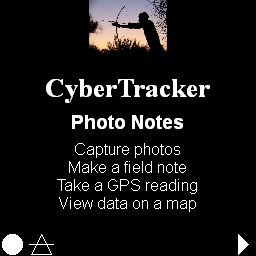 CyberTracker
Photo Notes
Capture photos
Make a field note
Take a GPS reading
View data on a map